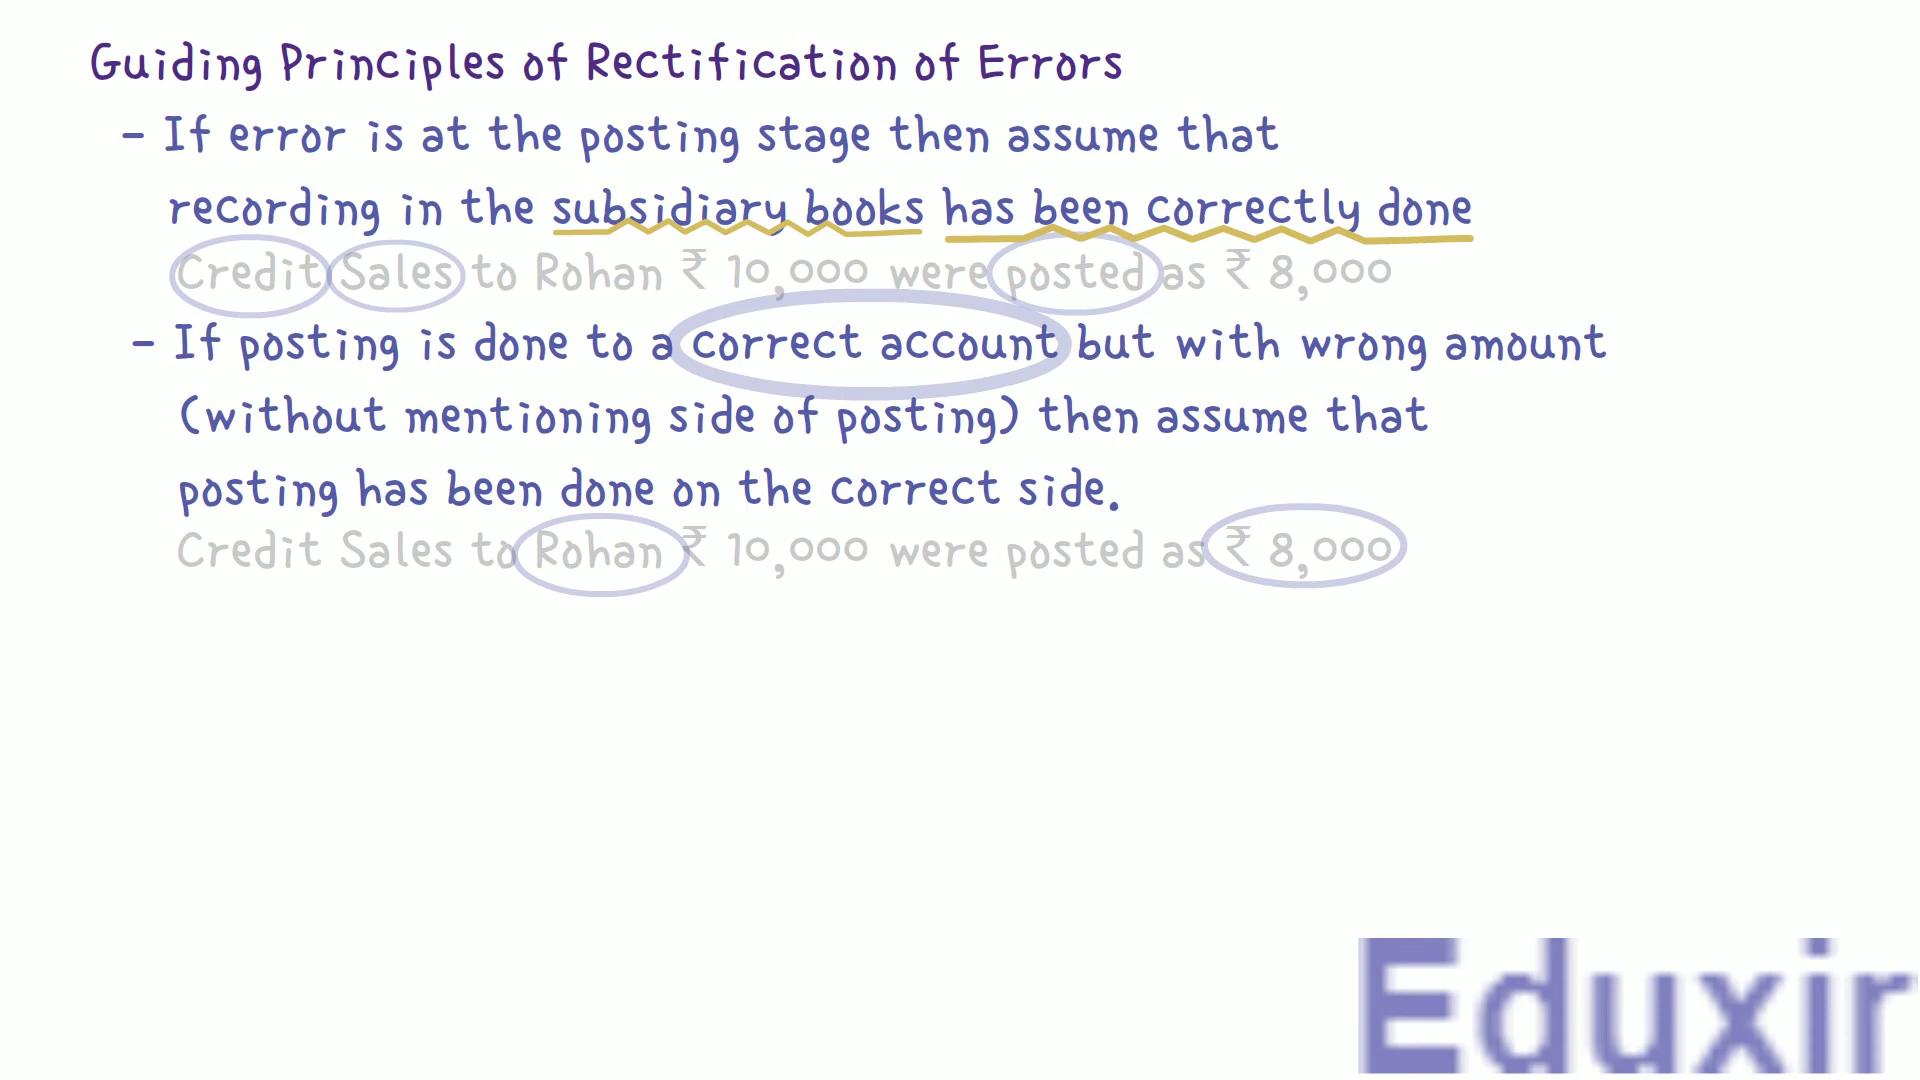 Guiding Principles of Rectification of Errors
- If error is at the posting stage then assume that
recording in the subsidiary books has been correctly done
Credit Sales to Rohan ₹ 10,000 were posted as ₹ 8,000
- If posting is done to a correct account but with wrong amount
(without mentioning side of posting) then assume that
posting has been done on the correct side.
Credit Sales to Rohan ₹ 10,000 were posted as ₹ 8,000
Eduxir